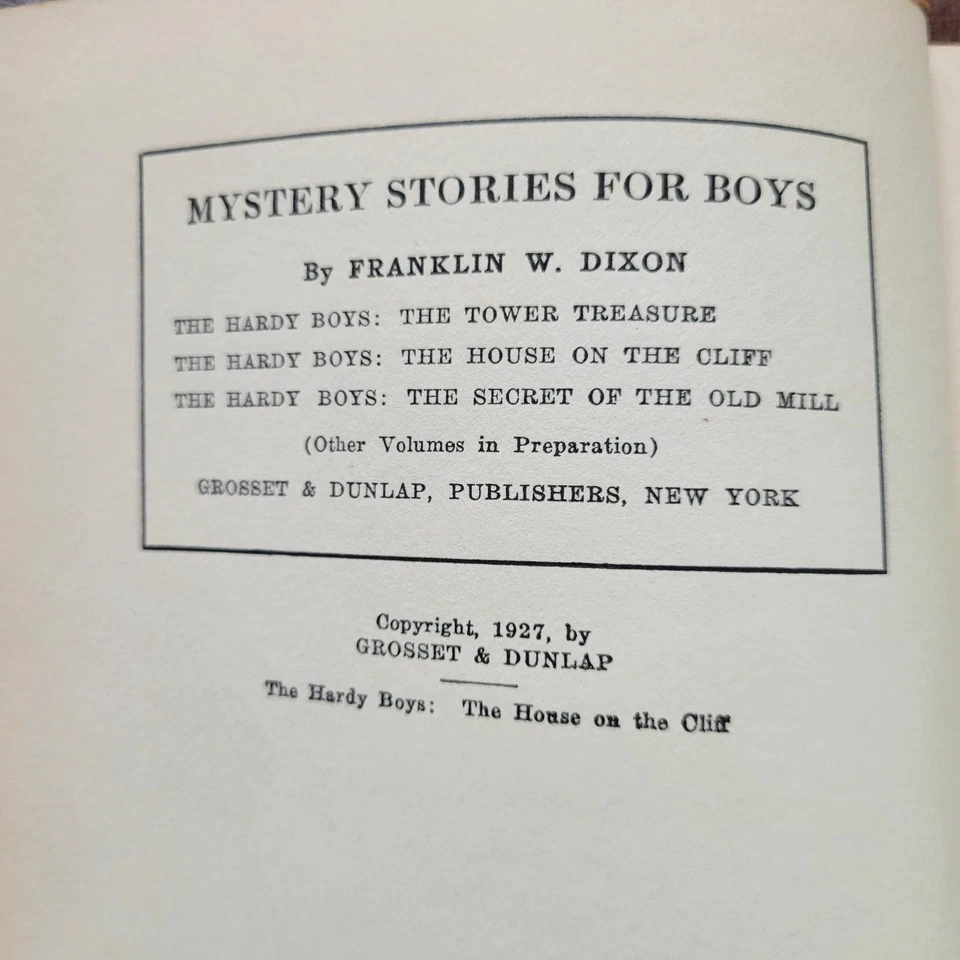 MYSTERY STORIES FOR BOYS
By FRANKLIN W. DIXON
THE HARDY BOYS: THE TOWER TREASURE
THE HARDY BOYS: THE HOUSE ON THE CLIFF
THE HARDY BOYS: THE SECRET OF THE OLD MILL
(Other Volumes in Preparation)
GROSSET & DUNLAP, PUBLISHERS, NEW YORK
Copyright, 1927, by
GROSSET & DUNLAP
The Hardy Boys: The House on the Cliff